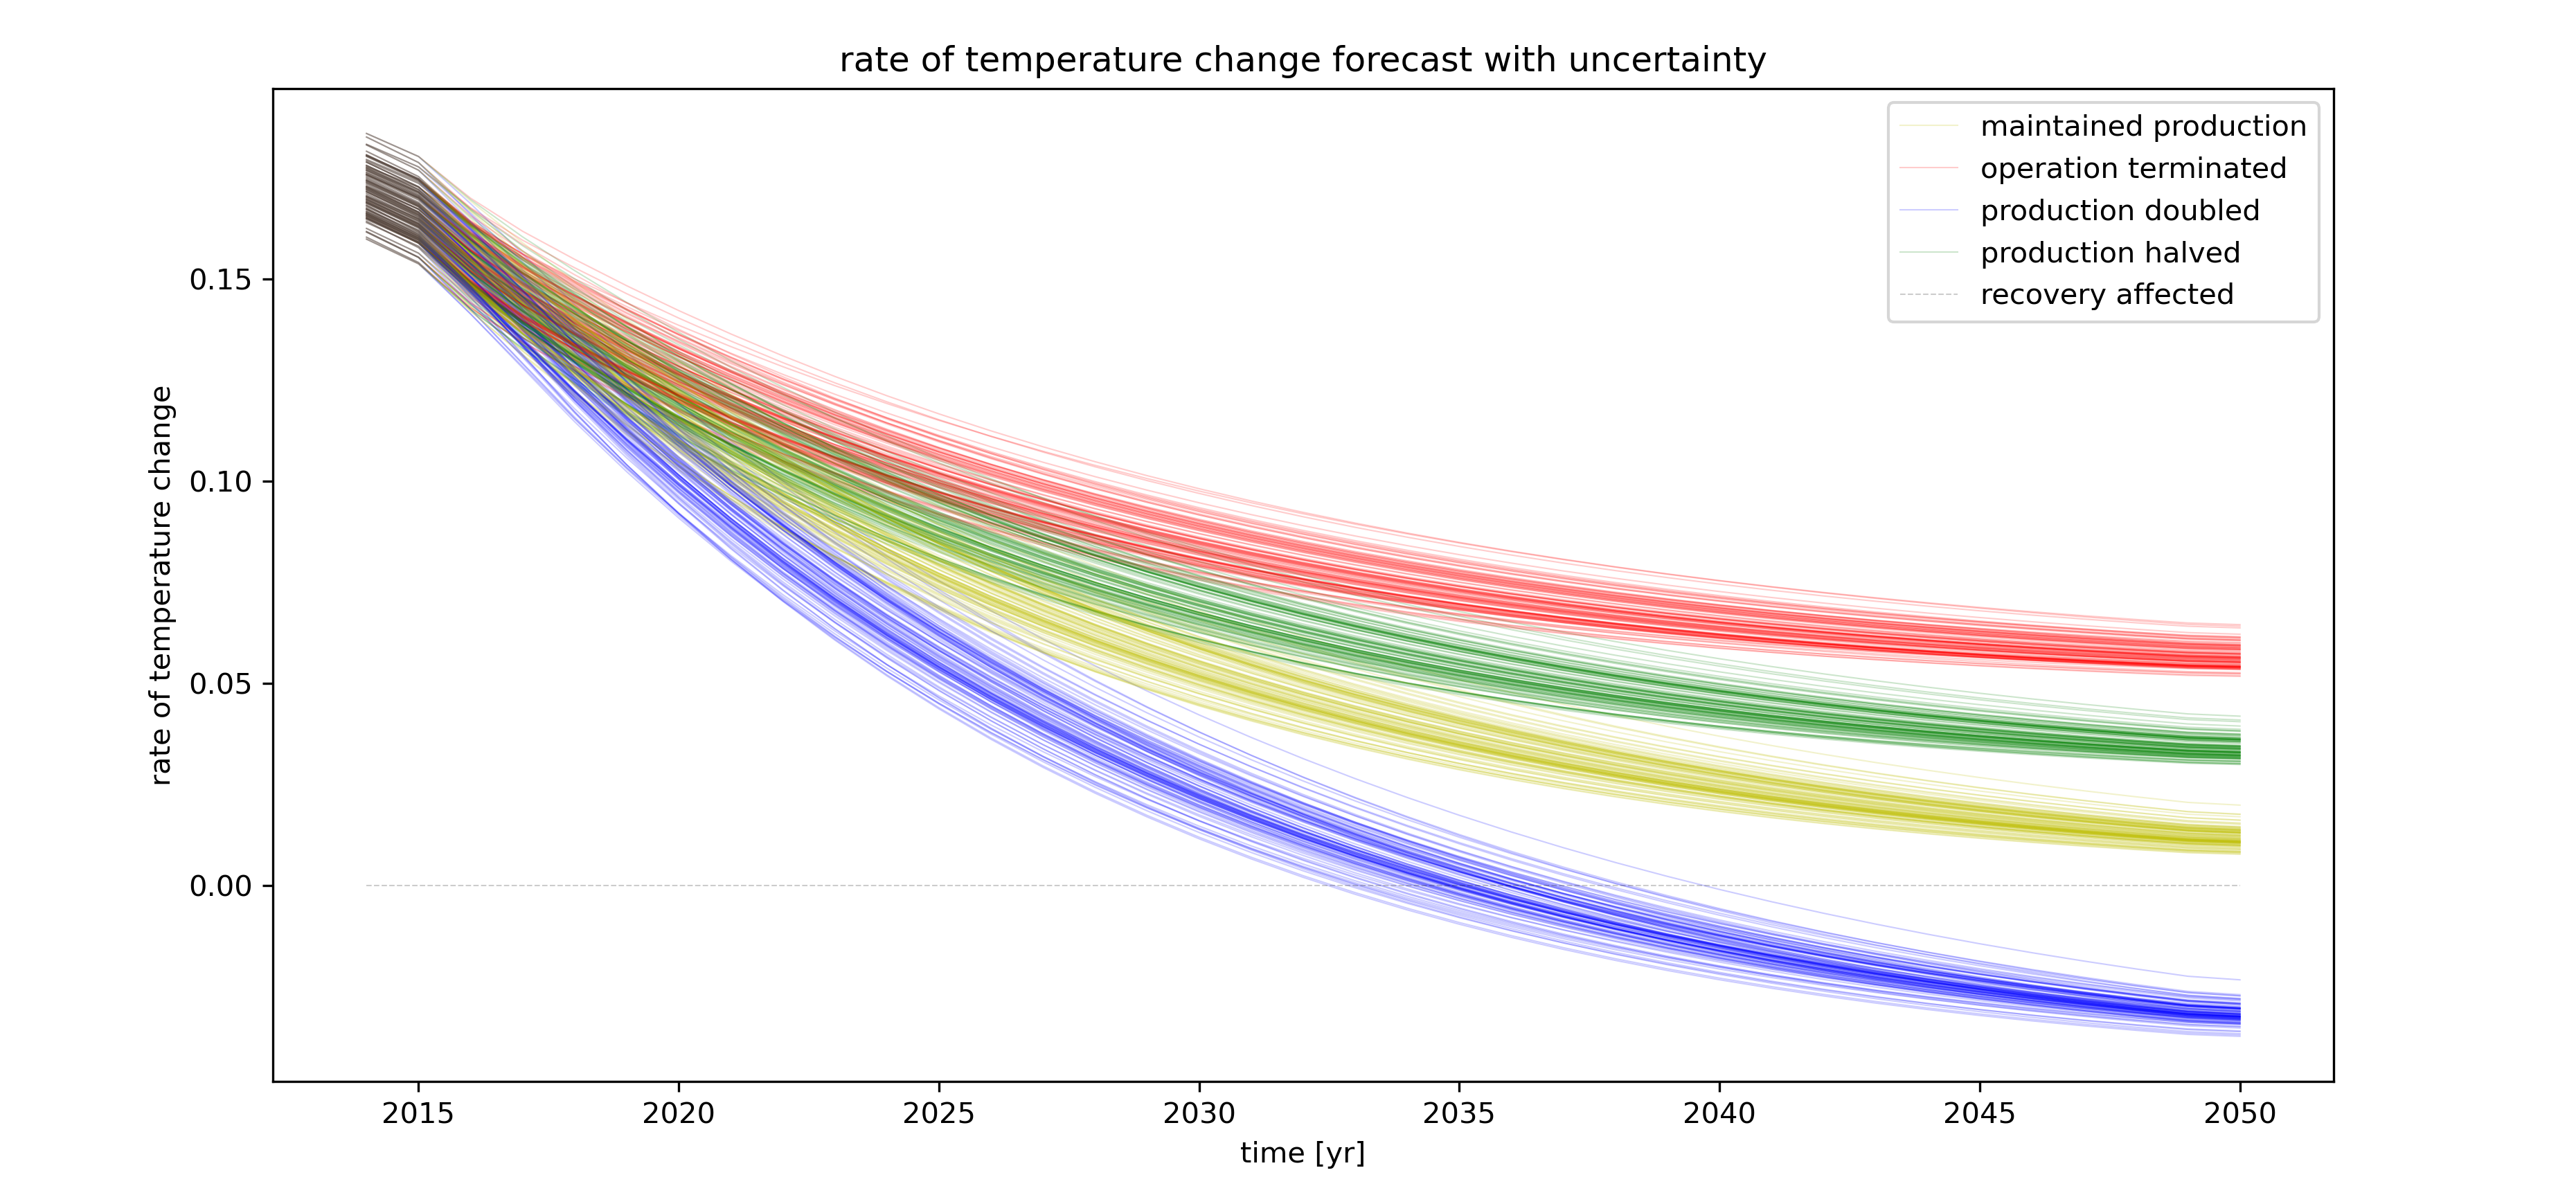 rate of temperature change forecast with uncertainty
maintained production
operation terminated
production doubled
production halved
recovery affected
rate of temperature change
0.15
0.10
0.05
0.00
2015 2020 2025 2030 2035 2040 2045 2050
time [yr]